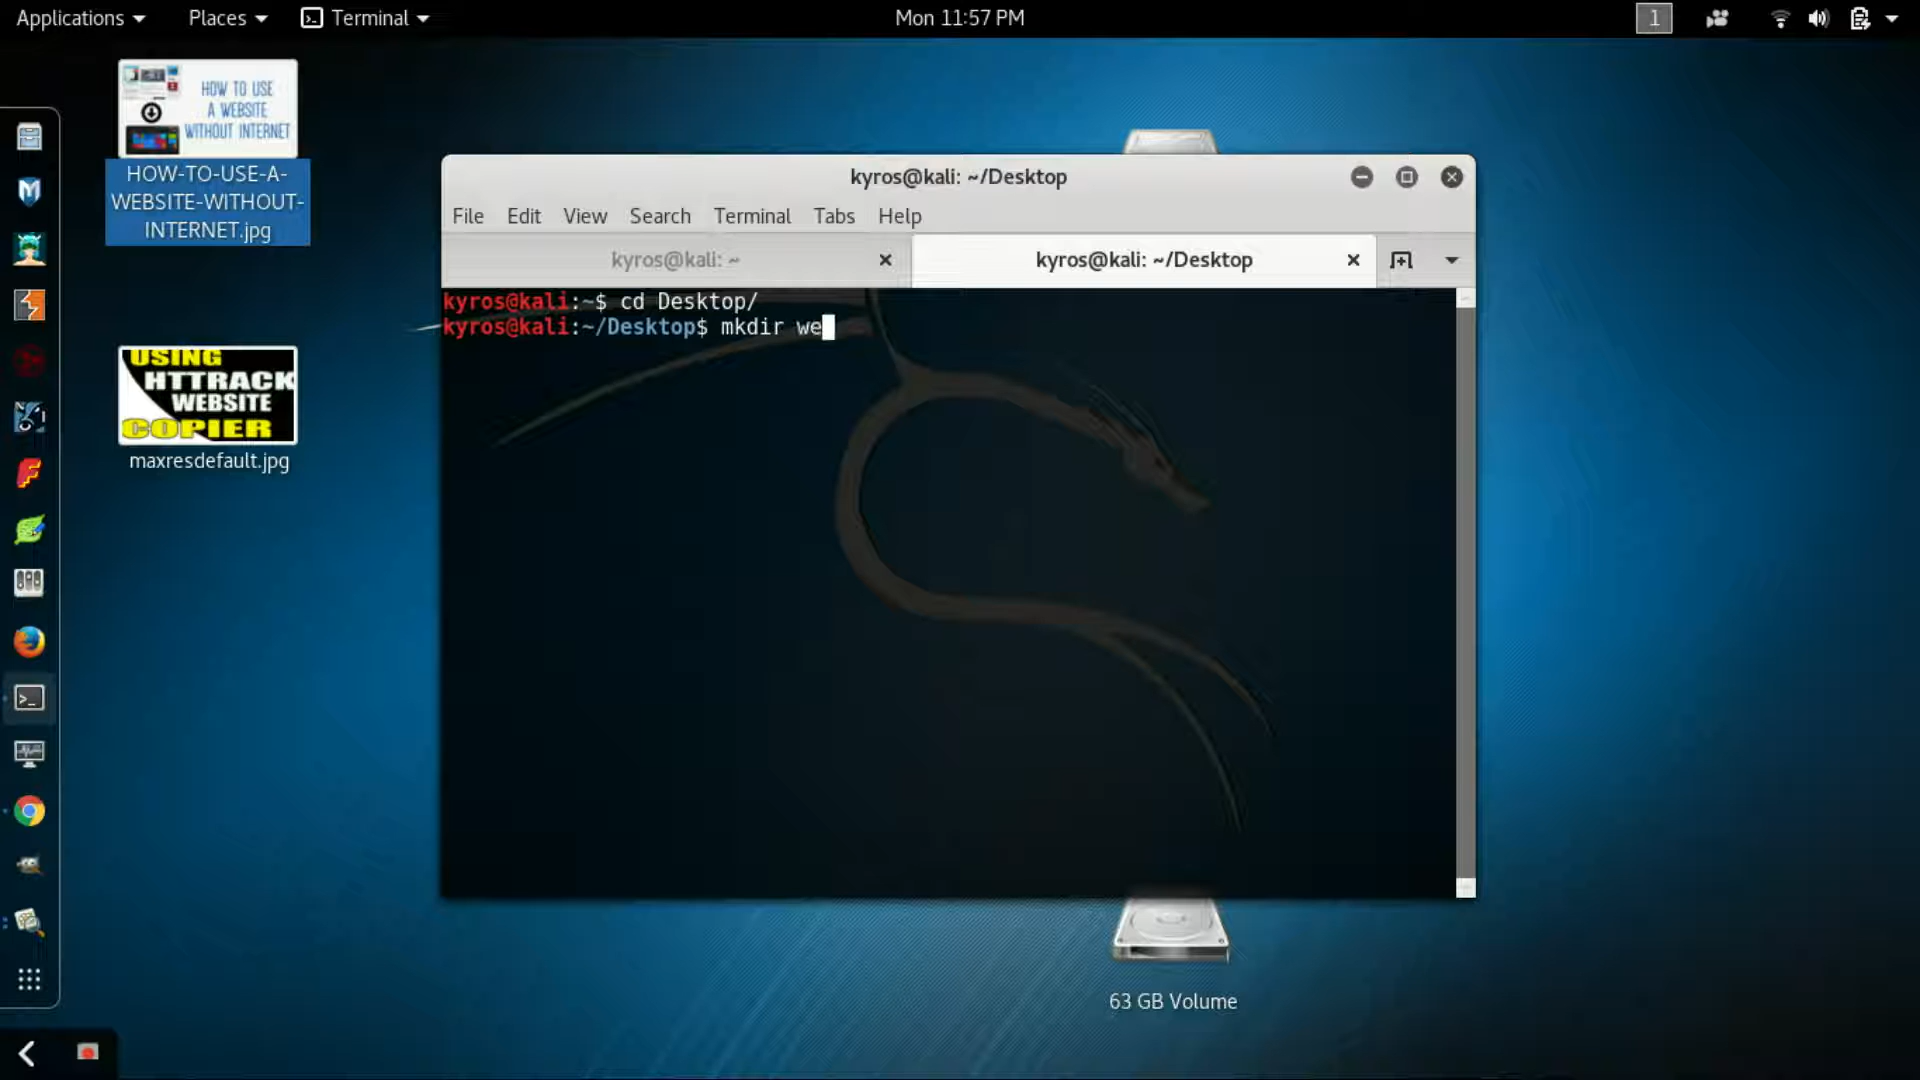 Applications Places Terminal Mon 11:57 PM 1
HOW TO USE
A WEBSITE
WITHOUT INTERNET
HOW-TO-USE-A-
WEBSITE-WITHOUT-
INTERNET.jpg
USING
HTTRACK
WEBSITE
COPIER
maxresdefault.jpg
kyros@kali: ~/Desktop
File Edit View Search Terminal Tabs Help
kyros@kali: ~ kyros@kali: ~/Desktop
kyros@kali:~$ cd Desktop/
kyros@kali:~/Desktop$ mkdir we
63 GB Volume